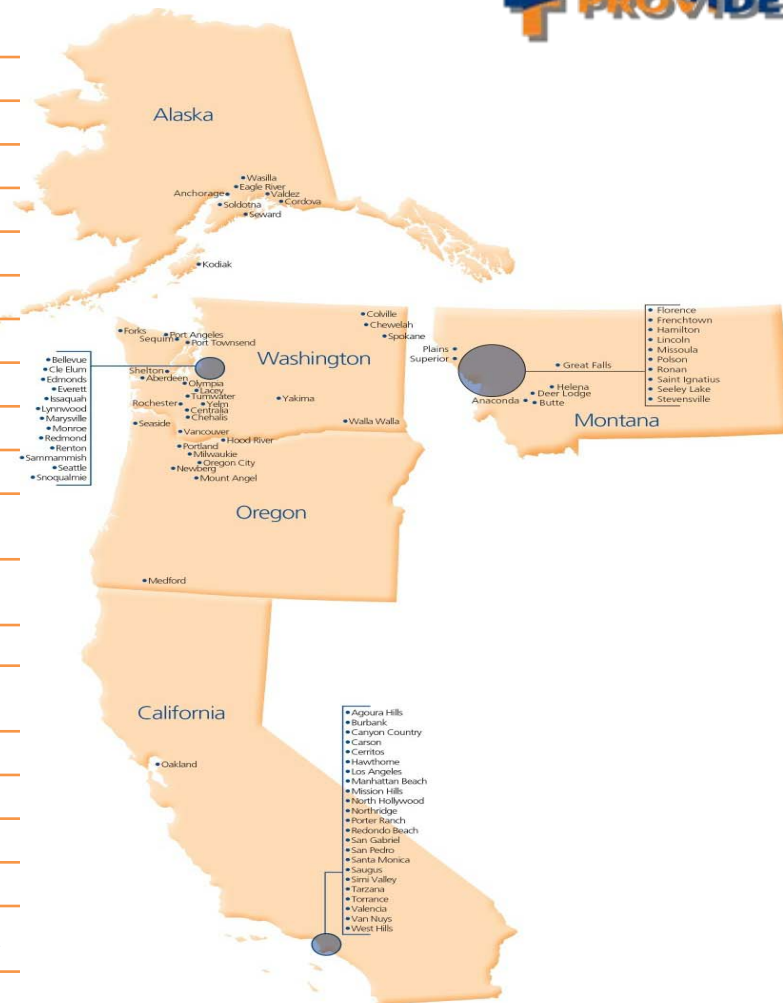 PROVIDE
Alaska
Wasilla
Eagle River
Anchorage
Valdez
Soldotna
Cordova
Seward
Kodiak
Washington
Colville
Chewelah
Spokane
Forks
Port Angeles
Sequim
Port Townsend
Shelton
Aberdeen
Olympia
Lacey
Tumwater
Rochester
Yelm
Centralia
Chehalis
Yakima
Walla Walla
Seaside
Vancouver
Bellevue
Cle Elum
Edmonds
Everett
Issaquah
Lynnwood
Marysville
Monroe
Redmond
Renton
Sammammish
Seattle
Snoqualmie
Plains
Superior
Great Falls
Helena
Deer Lodge
Anaconda
Butte
Montana
Florence
Frenchtown
Hamilton
Lincoln
Missoula
Polson
Ronan
Saint Ignatius
Seeley Lake
Stevensville
Hood River
Portland
Milwaukie
Oregon City
Newberg
Mount Angel
Oregon
Medford
California
Oakland
Agoura Hills
Burbank
Canyon Country
Carson
Cerritos
Hawthorne
Los Angeles
Manhattan Beach
Mission Hills
North Hollywood
Northridge
Porter Ranch
Redondo Beach
San Gabriel
San Pedro
Santa Monica
Saugus
Simi Valley
Tarzana
Torrance
Valencia
Van Nuys
West Hills